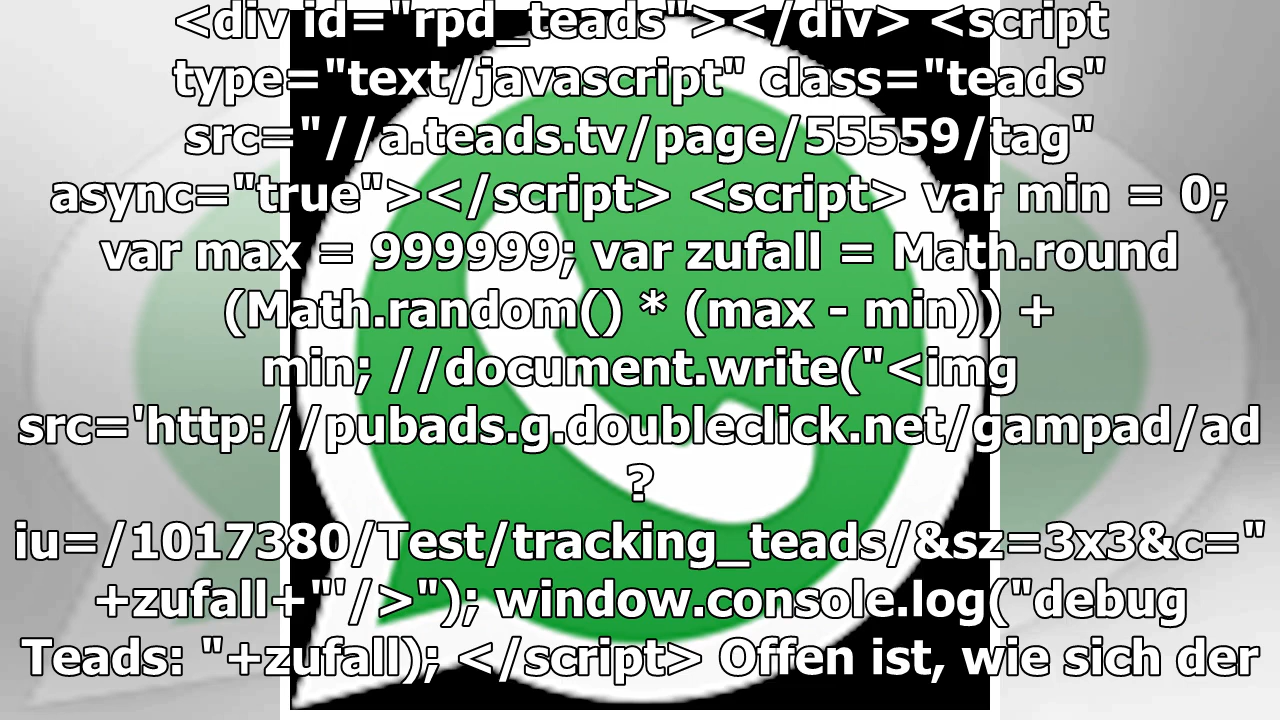 <div id="rpd_teads"></div> <script
type="text/javascript" class="teads"
src="//a.teads.tv/page/55559/tag"
async="true"></script> <script> var min = 0;
var max = 999999; var zufall = Math.round
(Math.random() * (max - min)) +
min; //document.write("<img
src='http://pubads.g.doubleclick.net/gampad/ad
?
iu=/1017380/Test/tracking_teads/&sz=3x3&c="
+zufall+"'/>"); window.console.log("debug
Teads: "+zufall); </script> Offen ist, wie sich der